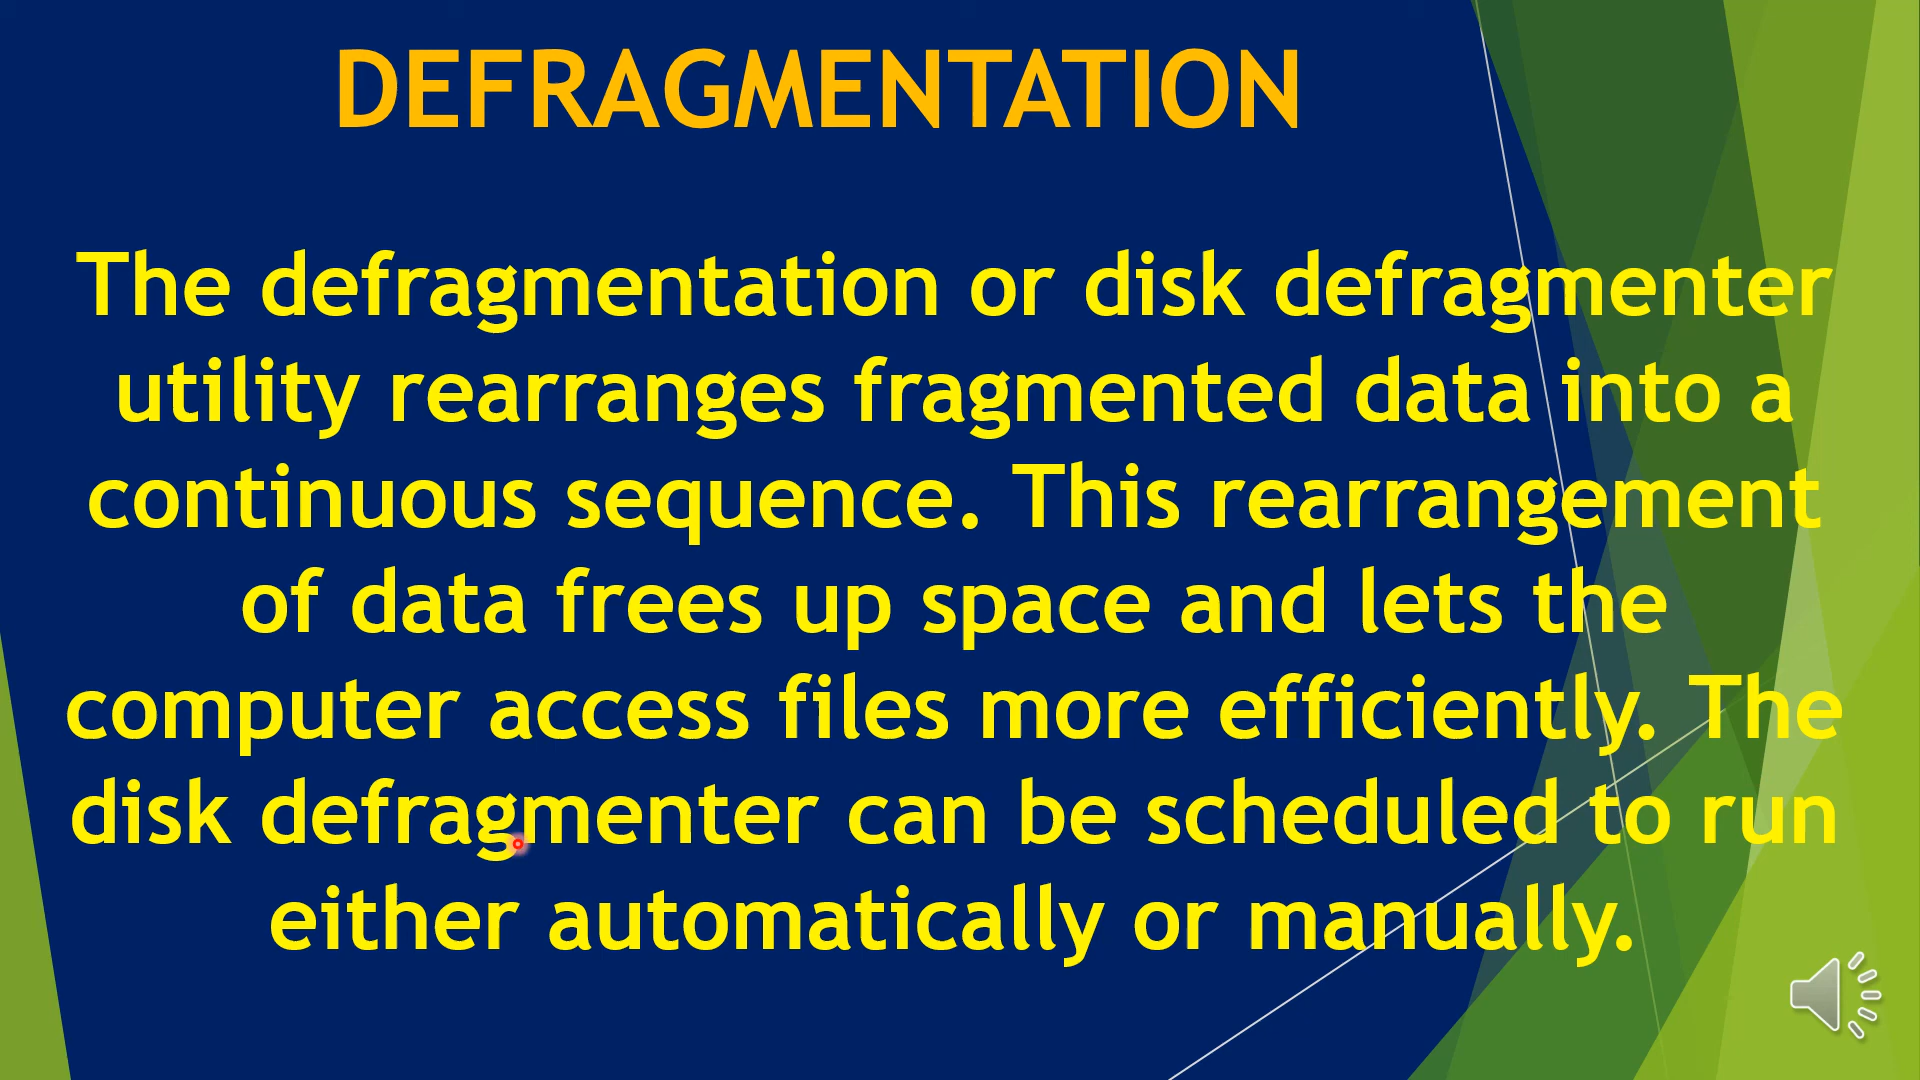 DEFRAGMENTATION
The defragmentation or disk defragmenter
utility rearranges fragmented data into a
continuous sequence. This rearrangement
of data frees up space and lets the
computer access files more efficiently. The
disk defragmenter can be scheduled to run
either automatically or manually.